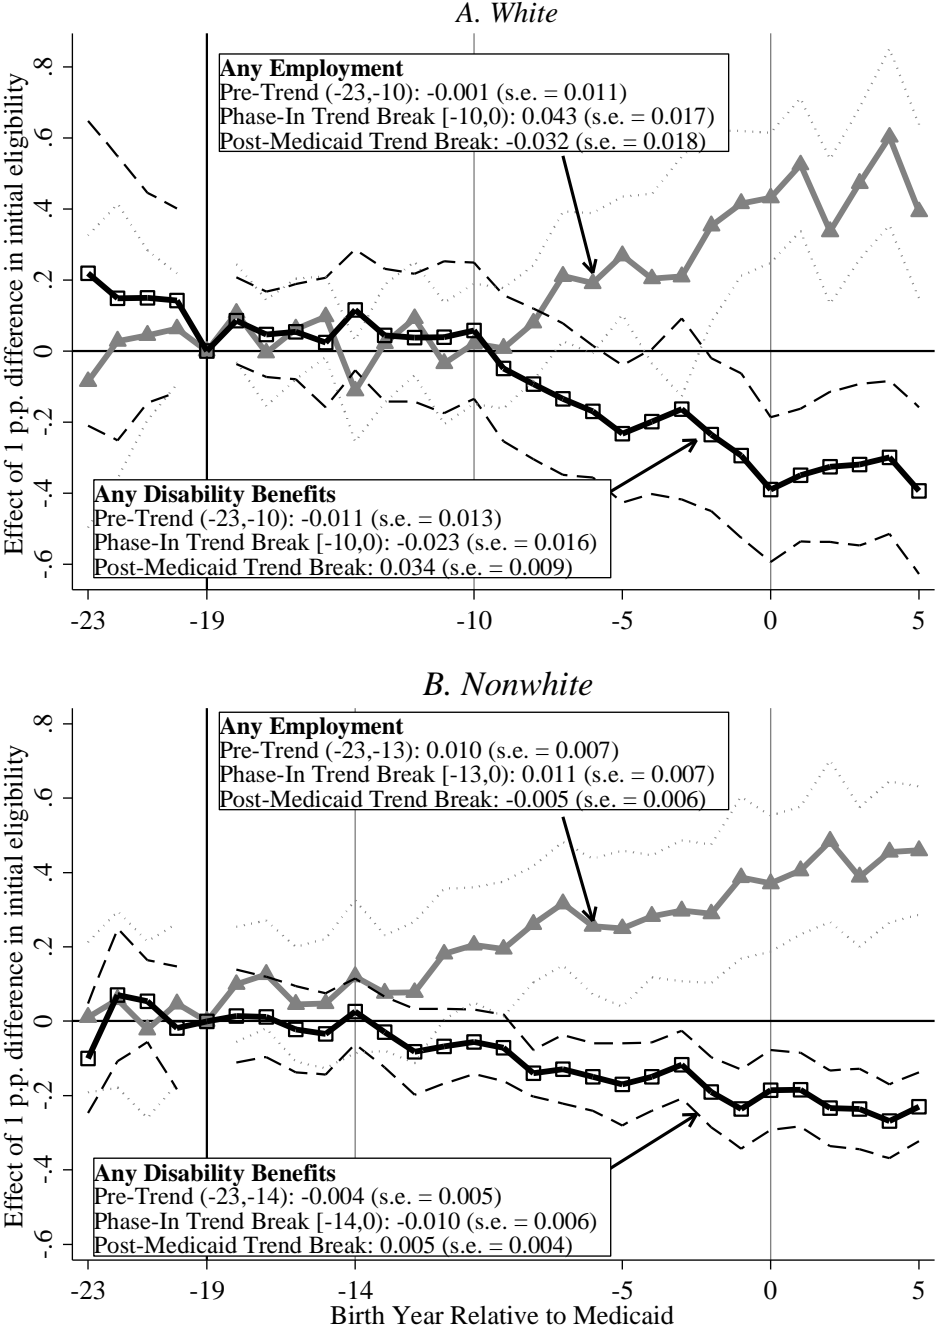 A. White
Effect of 1 p.p. difference in initial eligibility
.8
.6
.4
.2
0
-.2
-.4
-.6
Any Employment
Pre-Trend (-23,-10): -0.001 (s.e. = 0.011)
Phase-In Trend Break [-10,0): 0.043 (s.e. = 0.017)
Post-Medicaid Trend Break: -0.032 (s.e. = 0.018)
Any Disability Benefits
Pre-Trend (-23,-10): -0.011 (s.e. = 0.013)
Phase-In Trend Break [-10,0): -0.023 (s.e. = 0.016)
Post-Medicaid Trend Break: 0.034 (s.e. = 0.009)
-23 -19 -10 -5 0 5
B. Nonwhite
Effect of 1 p.p. difference in initial eligibility
.8
.6
.4
.2
0
-.2
-.4
-.6
Any Employment
Pre-Trend (-23,-13): 0.010 (s.e. = 0.007)
Phase-In Trend Break [-13,0): 0.011 (s.e. = 0.007)
Post-Medicaid Trend Break: -0.005 (s.e. = 0.006)
Any Disability Benefits
Pre-Trend (-23,-14): -0.004 (s.e. = 0.005)
Phase-In Trend Break [-14,0): -0.010 (s.e. = 0.006)
Post-Medicaid Trend Break: 0.005 (s.e. = 0.004)
-23 -19 -14 -5 0 5
Birth Year Relative to Medicaid